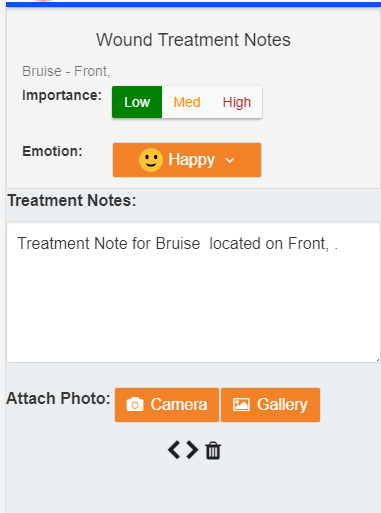 Wound Treatment Notes
Bruise - Front,
Importance: Low Med High
Emotion: Happy
Treatment Notes:
Treatment Note for Bruise  located on Front, .
Attach Photo: Camera Gallery